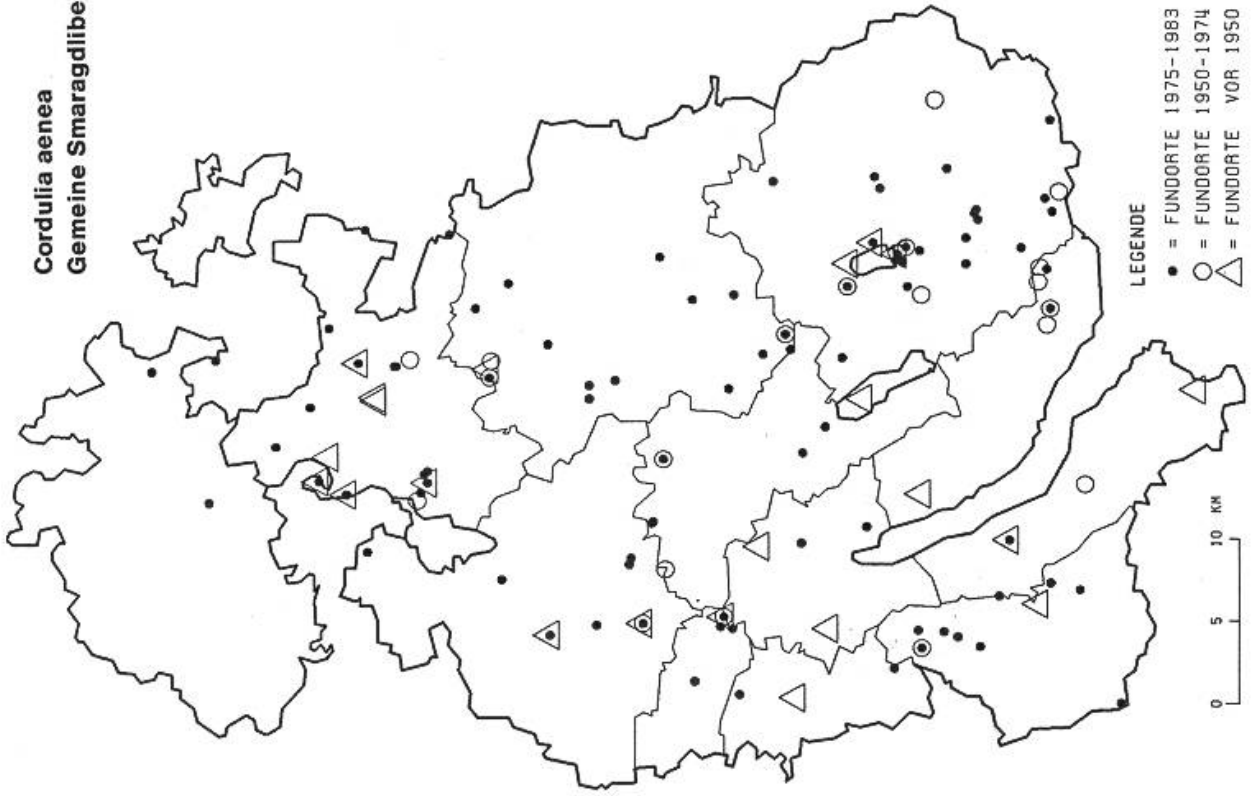 Cordulia aenea
Gemeine Smaragdlibe
LEGENDE
• = FUNDORTE 1975-1983
○ = FUNDORTE 1950-1974
△ = FUNDORTE VOR 1950
0 5 10 KM